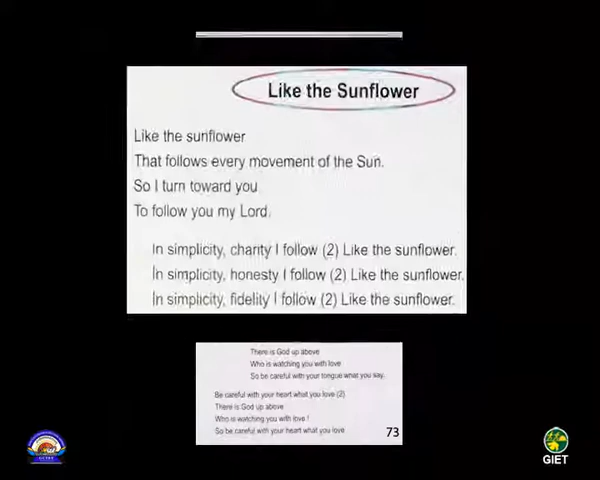 Like the Sunflower
Like the sunflower
That follows every movement of the Sun.
So I turn toward you
To follow you my Lord.
In simplicity, charity I follow (2) Like the sunflower.
In simplicity, honesty I follow (2) Like the sunflower.
In simplicity, fidelity I follow (2) Like the sunflower.
There is God up above
Who is watching you with love
So be careful with your tongue what you say.
Be careful with your heart what you love (2)
There is God up above
Who is watching you with love !
So be careful with your heart what you love
73
GIET